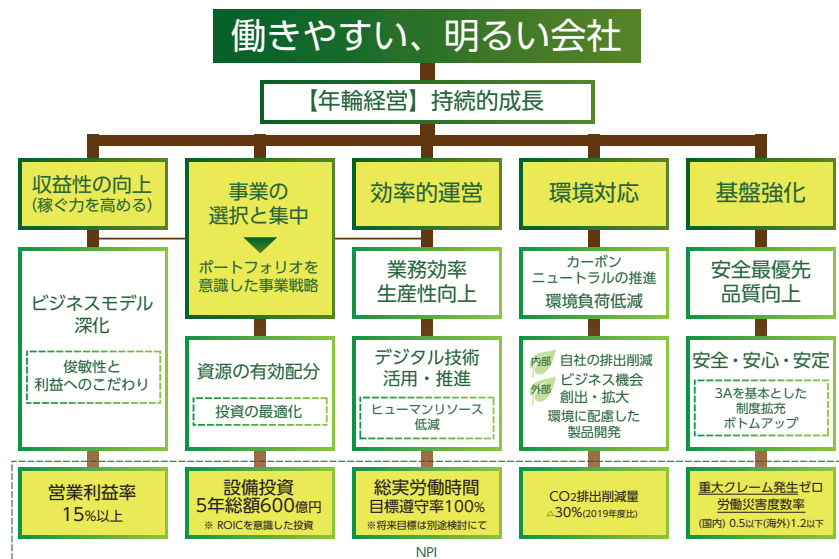 働きやすい、明るい会社
【年輪経営】持続的成長
収益性の向上
(稼ぐ力を高める)
ビジネスモデル
深化
俊敏性と
利益へのこだわり
営業利益率
15%以上
事業の
選択と集中
ポートフォリオを
意識した事業戦略
資源の有効配分
投資の最適化
設備投資
5年総額600億円
※ ROICを意識した投資
効率的運営
業務効率
生産性向上
デジタル技術
活用・推進
ヒューマンリソース
低減
総実労働時間
目標遵守率100%
※将来目標は別途検討にて
環境対応
カーボン
ニュートラルの推進
環境負荷低減
内部 自社の排出削減
外部 ビジネス機会
創出・拡大
環境に配慮した
製品開発
CO2排出削減量
△30%(2019年度比)
基盤強化
安全最優先
品質向上
安全・安心・安定
3Aを基本とした
制度拡充
ボトムアップ
重大クレーム発生ゼロ
労働災害度数率
(国内) 0.5以下(海外)1.2以下
NPI